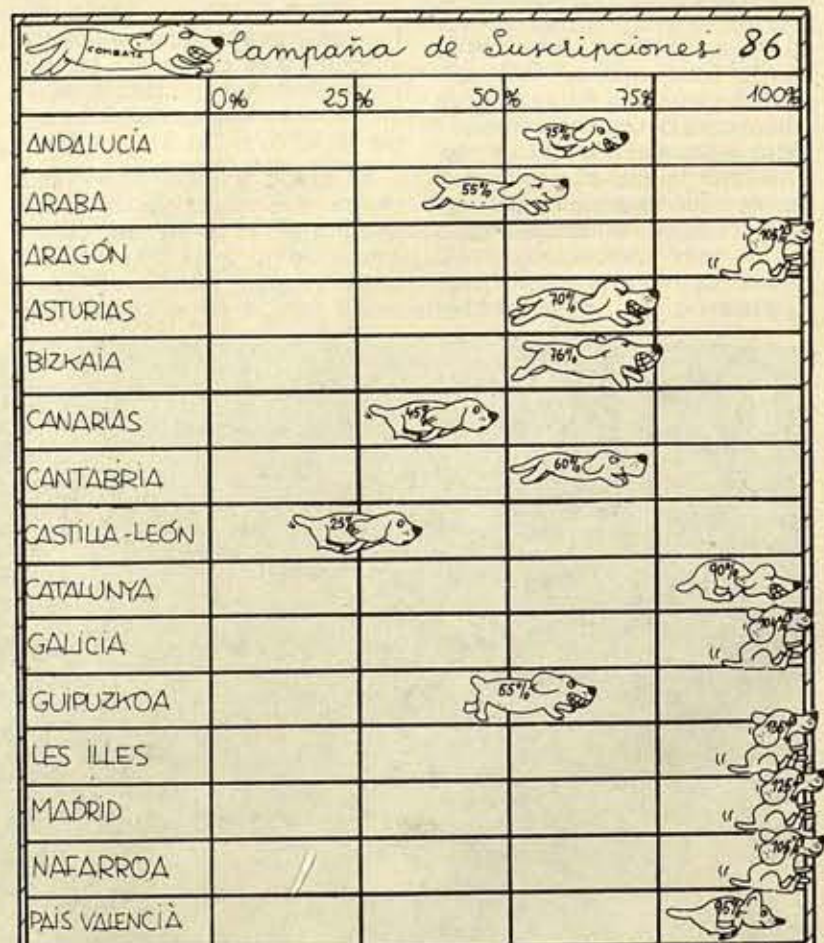 COMBATE
Campaña de Suscripciones 86
0% 25% 50% 75% 100%
ANDALUCÍA 75%
ARABA 55%
ARAGÓN
ASTURIAS 70%
BIZKAIA 76%
CANARIAS 45%
CANTABRIA 60%
CASTILLA-LEÓN 25%
CATALUNYA 90%
GALICIA
GUIPUZKOA 65%
LES ILLES
MADRID
NAFARROA
PAÍS VALENCIÀ 95%